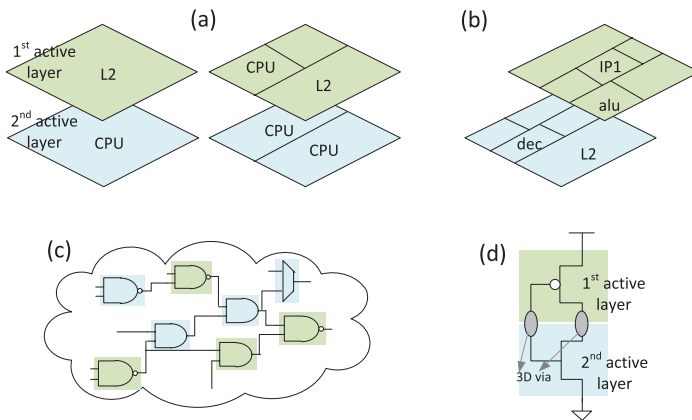 (a)
1st active
layer
L2
2nd active
layer
CPU
CPU
L2
CPU
CPU
(b)
IP1
alu
dec
L2
(c)
(d)
1st active
layer
2nd active
layer
3D via